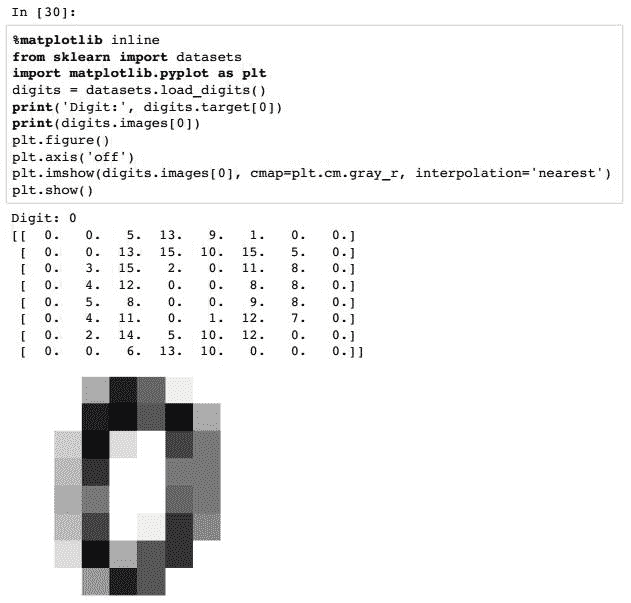 In [30]:
%matplotlib inline
from sklearn import datasets
import matplotlib.pyplot as plt
digits = datasets.load_digits()
print('Digit:', digits.target[0])
print(digits.images[0])
plt.figure()
plt.axis('off')
plt.imshow(digits.images[0], cmap=plt.cm.gray_r, interpolation='nearest')
plt.show()
Digit: 0
[[  0.   0.   5.  13.   9.   1.   0.   0.]
 [  0.   0.  13.  15.  10.  15.   5.   0.]
 [  0.   3.  15.   2.   0.  11.   8.   0.]
 [  0.   4.  12.   0.   0.   8.   8.   0.]
 [  0.   5.   8.   0.   0.   9.   8.   0.]
 [  0.   4.  11.   0.   1.  12.   7.   0.]
 [  0.   2.  14.   5.  10.  12.   0.   0.]
 [  0.   0.   6.  13.  10.   0.   0.   0.]]